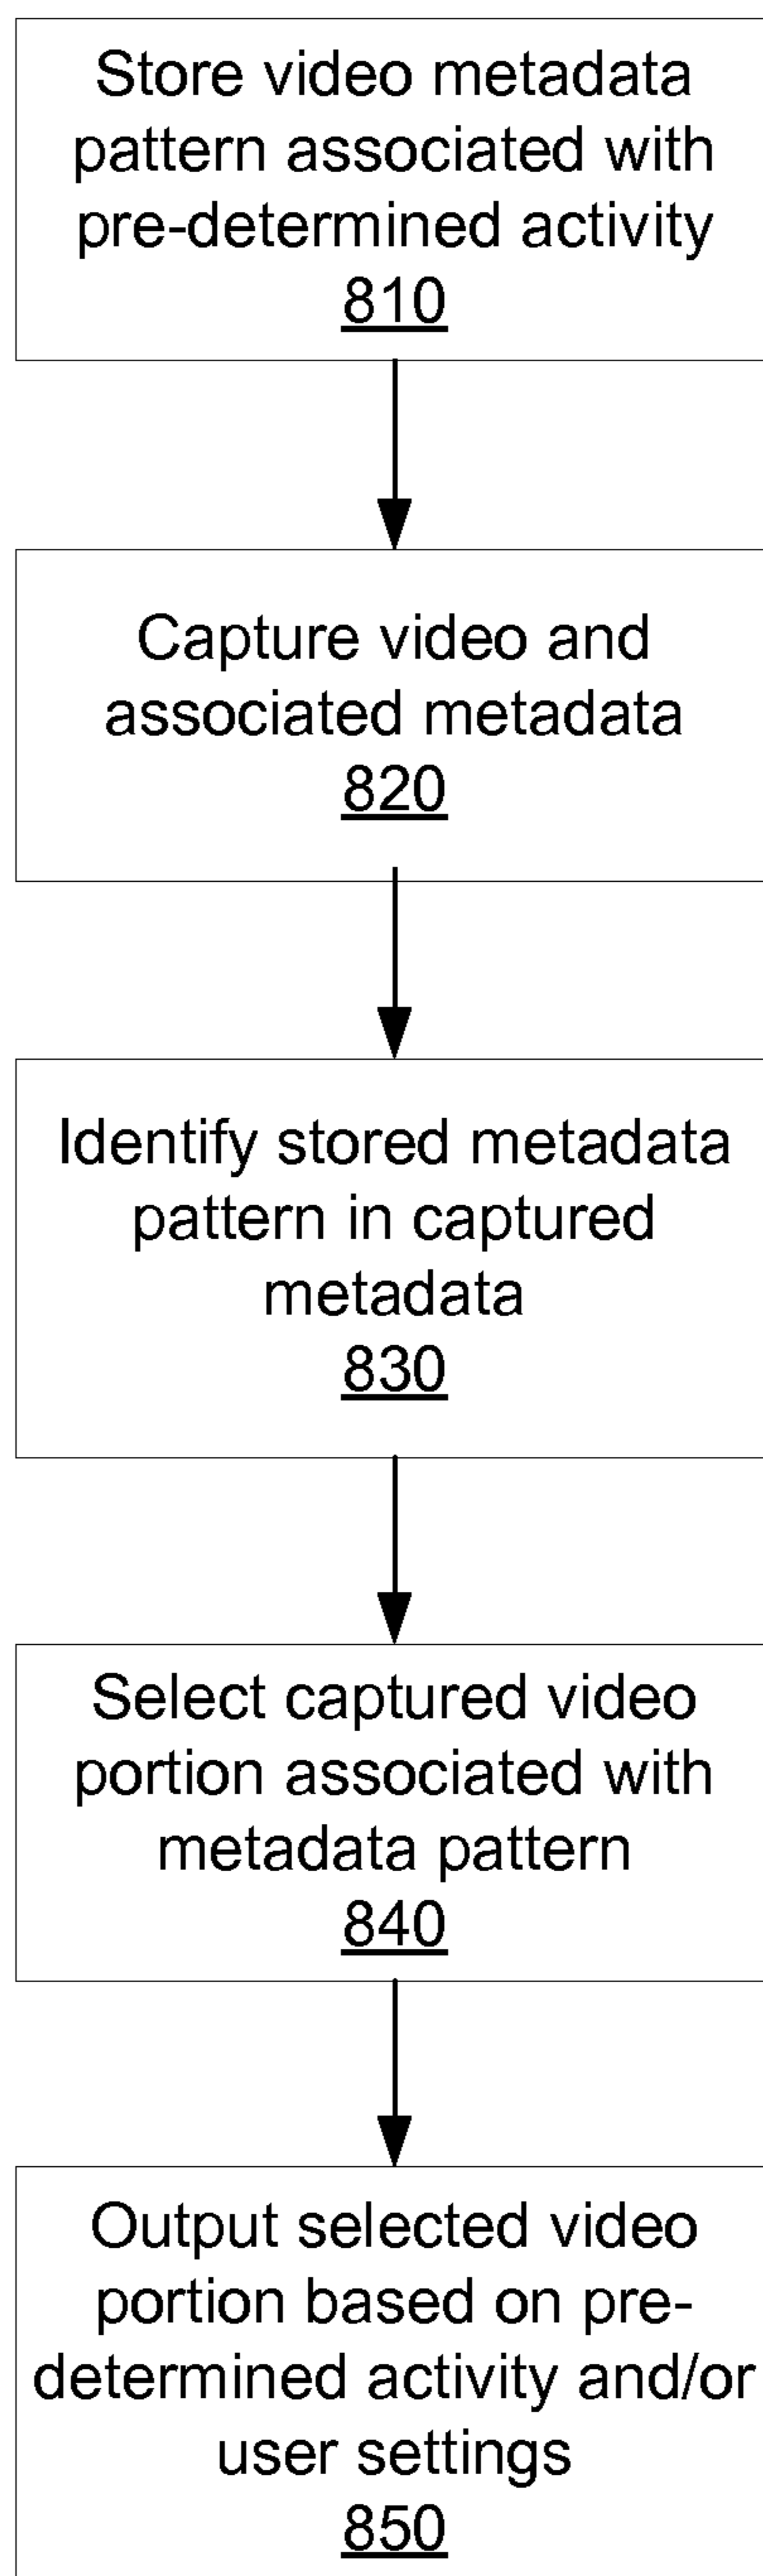 Store video metadata
pattern associated with
pre-determined activity
810
Capture video and
associated metadata
820
Identify stored metadata
pattern in captured
metadata
830
Select captured video
portion associated with
metadata pattern
840
Output selected video
portion based on pre-
determined activity and/or
user settings
850